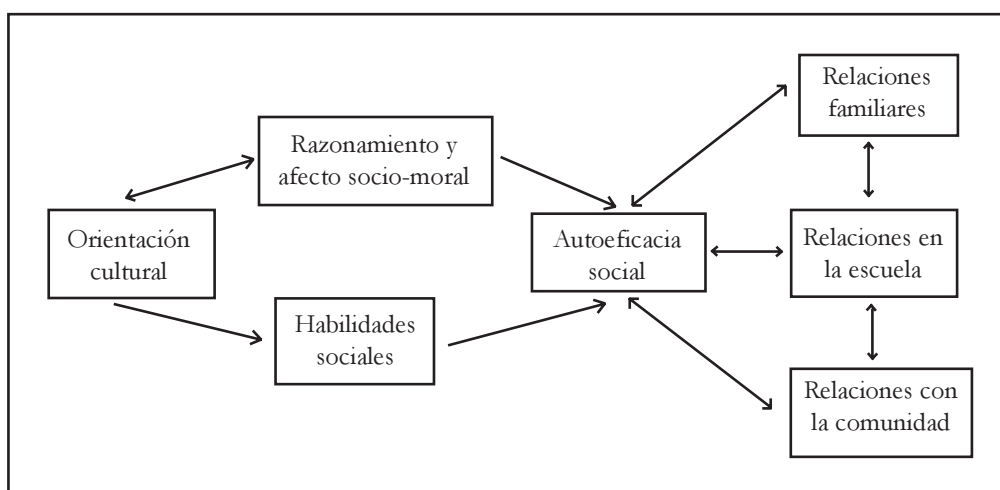 Orientación
cultural
Razonamiento y
afecto socio-moral
Habilidades
sociales
Autoeficacia
social
Relaciones
familiares
Relaciones en
la escuela
Relaciones con
la comunidad